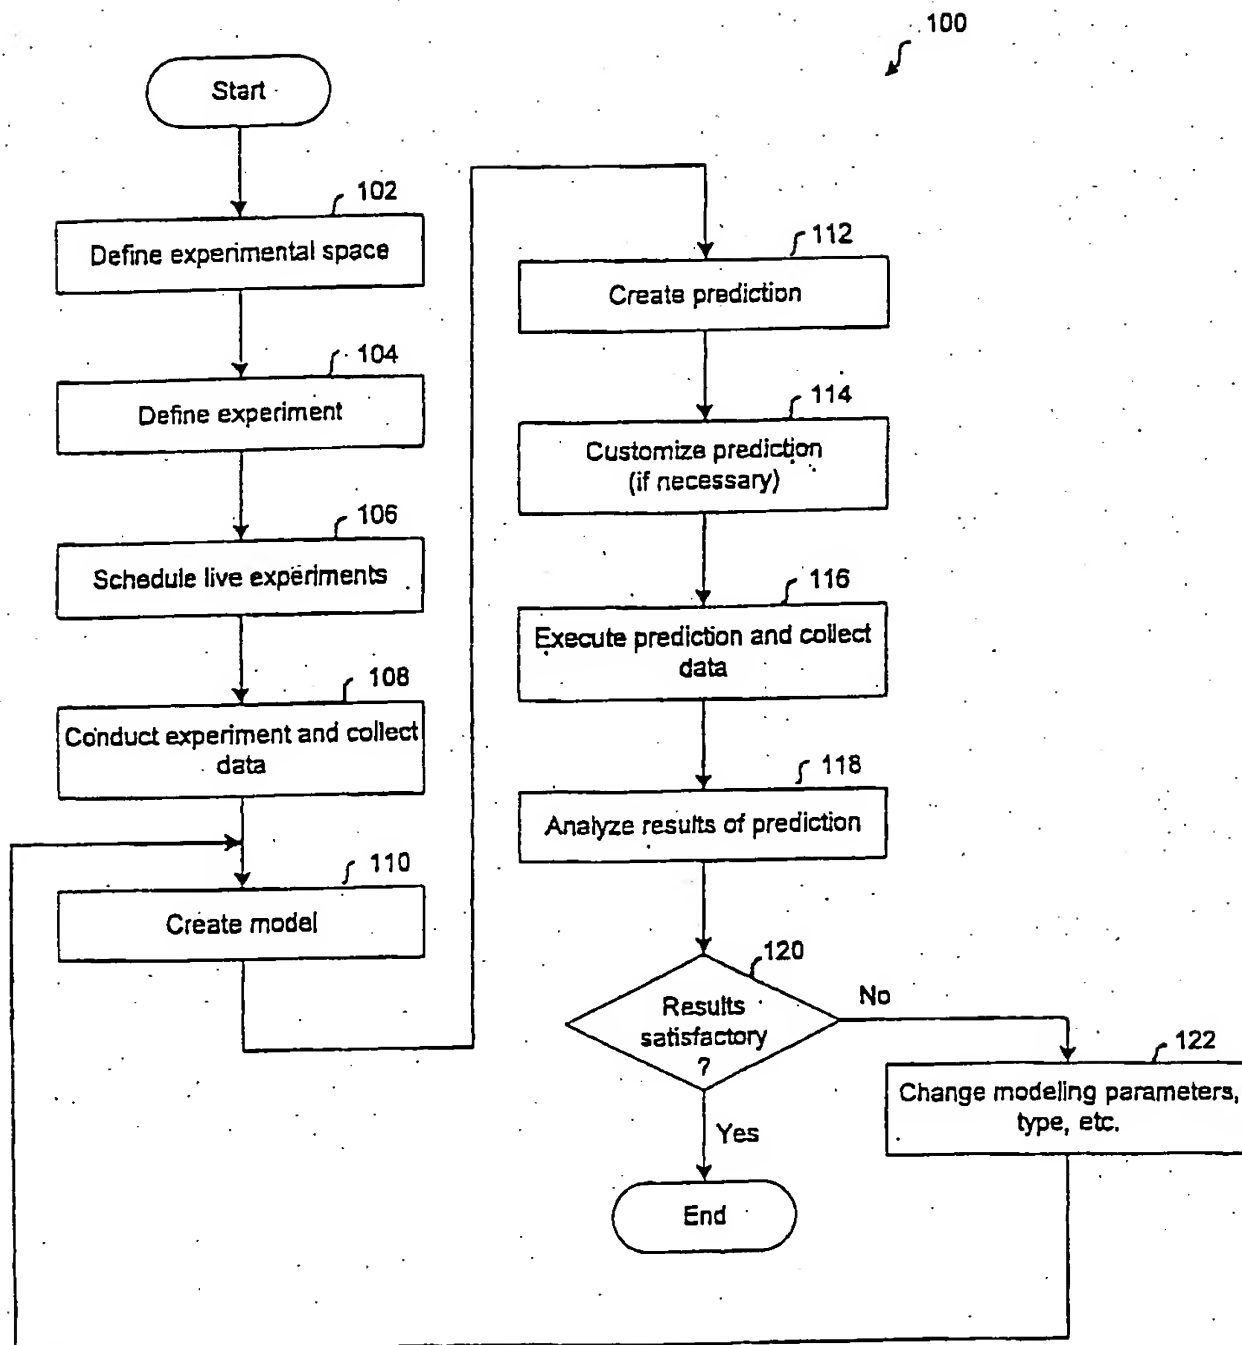 100
Start
102
Define experimental space
104
Define experiment
106
Schedule live experiments
108
Conduct experiment and collect
data
110
Create model
112
Create prediction
114
Customize prediction
(if necessary)
116
Execute prediction and collect
data
118
Analyze results of prediction
120
Results
satisfactory
?
No
Yes
122
Change modeling parameters,
type, etc.
End